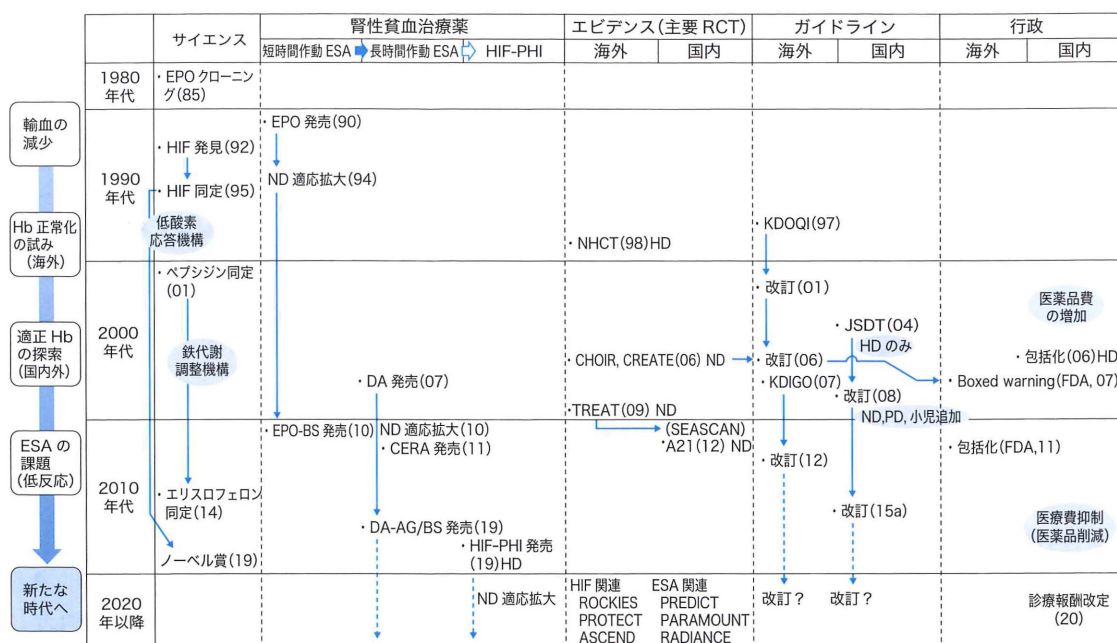 サイエンス
腎性貧血治療薬
短時間作動 ESA
長時間作動 ESA
HIF-PHI
エビデンス（主要 RCT）
海外
国内
ガイドライン
海外
国内
行政
海外
国内
輸血の
減少
Hb 正常化
の試み
（海外）
適正 Hb
の探索
（国内外）
ESA の
課題
（低反応）
新たな
時代へ
1980
年代
・EPO クローニ
ング(85)
1990
年代
・HIF 発見(92)
・HIF 同定(95)
低酸素
応答機構
・EPO 発売(90)
ND 適応拡大(94)
・NHCT(98)HD
・KDOQI(97)
2000
年代
・ヘプシジン同定
(01)
鉄代謝
調整機構
・DA 発売(07)
・CHOIR, CREATE(06) ND
・TREAT(09) ND
・改訂(01)
・改訂(06)
・KDIGO(07)
・JSDT(04)
HD のみ
・改訂(08)
ND,PD, 小児追加
・Boxed warning(FDA, 07)
医薬品費
の増加
・包括化(06)HD
2010
年代
・エリスロフェロン
同定(14)
ノーベル賞(19)
・EPO-BS 発売(10)
ND 適応拡大(10)
・CERA 発売(11)
・DA-AG/BS 発売(19)
・HIF-PHI 発売
(19)HD
(SEASCAN)
・A21(12) ND
・改訂(12)
・改訂(15a)
・包括化(FDA,11)
医療費抑制
（医薬品削減）
2020
年以降
ND 適応拡大
HIF 関連
ROCKIES
PROTECT
ASCEND
ESA 関連
PREDICT
PARAMOUNT
RADIANCE
改訂？
改訂？
診療報酬改定
(20)